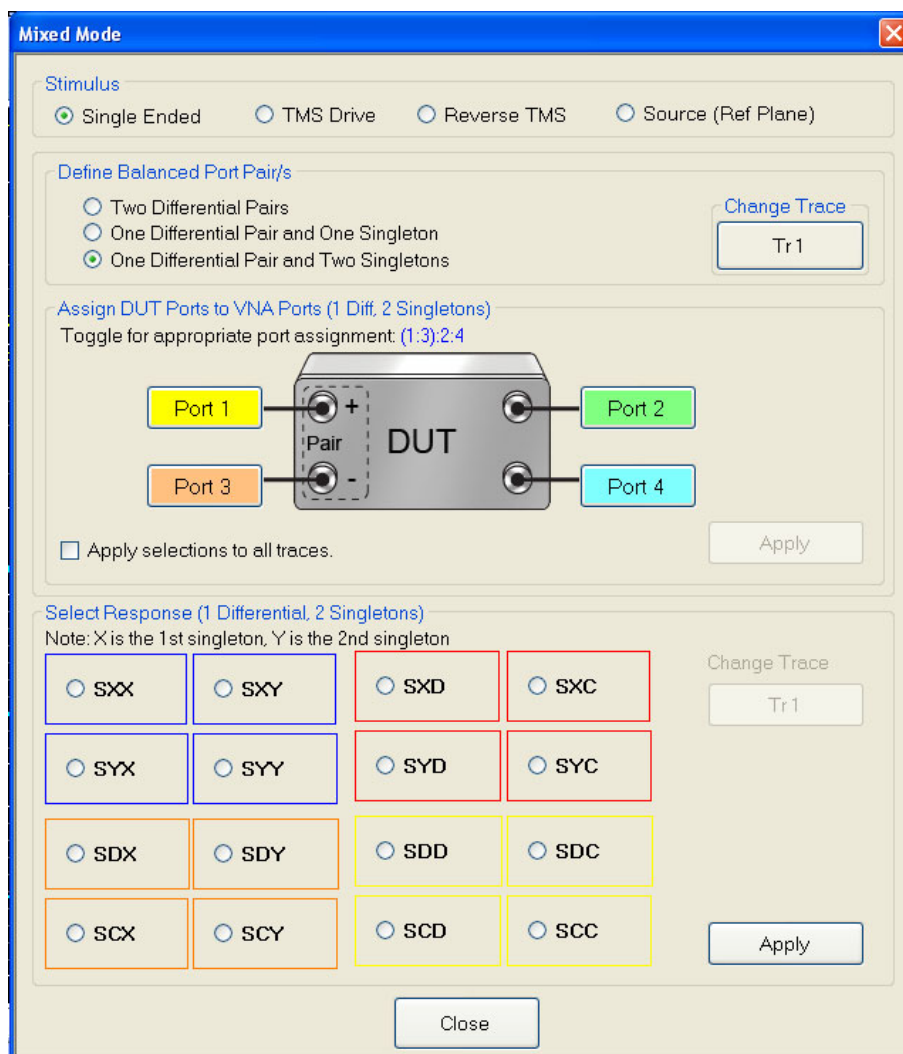 Mixed Mode
Stimulus
Single Ended TMS Drive Reverse TMS Source (Ref Plane)
Define Balanced Port Pair/s
Two Differential Pairs
One Differential Pair and One Singleton
One Differential Pair and Two Singletons
Change Trace
Tr 1
Assign DUT Ports to VNA Ports (1 Diff, 2 Singletons)
Toggle for appropriate port assignment: (1:3):2:4
Port 1 + Port 2
Pair DUT
Port 3 - Port 4
Apply selections to all traces.
Apply
Select Response (1 Differential, 2 Singletons)
Note: X is the 1st singleton, Y is the 2nd singleton
SXX SXY SXD SXC
SYX SYY SYD SYC
SDX SDY SDD SDC
SCX SCY SCD SCC
Change Trace
Tr 1
Apply
Close